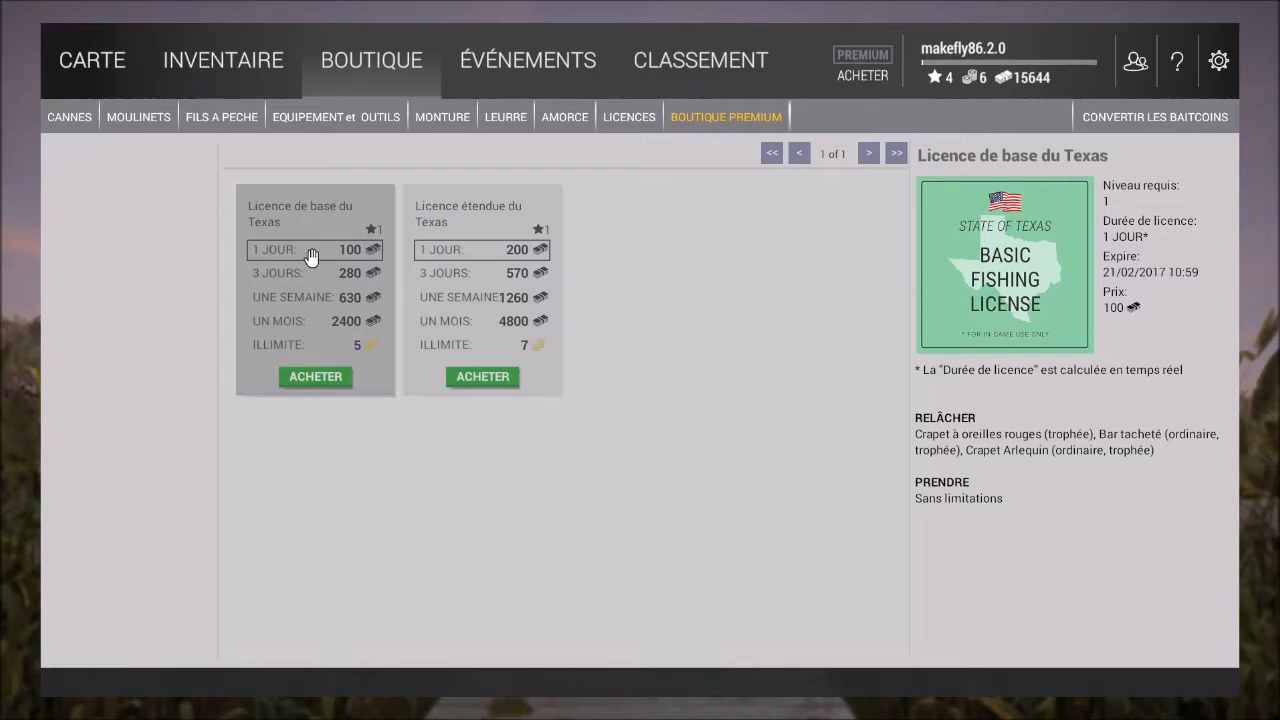 CARTE INVENTAIRE BOUTIQUE ÉVÉNEMENTS CLASSEMENT PREMIUM ACHETER makefly86.2.0
4 6 15644
CANNES MOULINETS FILS A PECHE EQUIPEMENT et OUTILS MONTURE LEURRE AMORCE LICENCES BOUTIQUE PREMIUM CONVERTIR LES BAITCOINS
<< < 1 of 1 > >>
Licence de base du Texas
1
1 JOUR: 100
3 JOURS: 280
UNE SEMAINE: 630
UN MOIS: 2400
ILLIMITE: 5
ACHETER
Licence étendue du Texas
1
1 JOUR: 200
3 JOURS: 570
UNE SEMAINE 1260
UN MOIS: 4800
ILLIMITE: 7
ACHETER
Licence de base du Texas
STATE OF TEXAS
BASIC
FISHING
LICENSE
* FOR IN-GAME USE ONLY
Niveau requis:
1
Durée de licence:
1 JOUR*
Expire:
21/02/2017 10:59
Prix:
100
* La "Durée de licence" est calculée en temps réel
RELÂCHER
Crapet à oreilles rouges (trophée), Bar tacheté (ordinaire,
trophée), Crapet Arlequin (ordinaire, trophée)
PRENDRE
Sans limitations